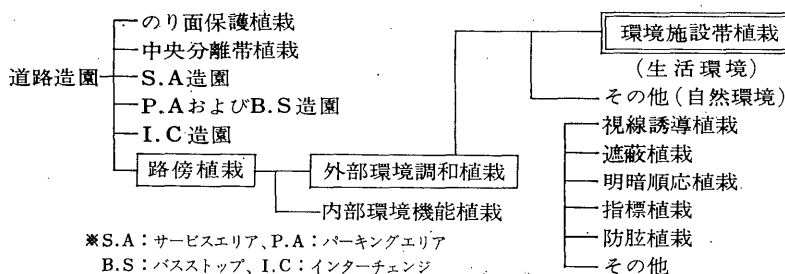 道路造園
のり面保護植栽
中央分離帯植栽
S.A造園
P.AおよびB.S造園
I.C造園
路傍植栽
外部環境調和植栽
内部環境機能植栽
環境施設帯植栽
(生活環境)
その他(自然環境)
視線誘導植栽
遮蔽植栽
明暗順応植栽
指標植栽
防眩植栽
その他
※S.A：サービスエリア、P.A：パーキングエリア
B.S：バスストップ、I.C：インターチェンジ